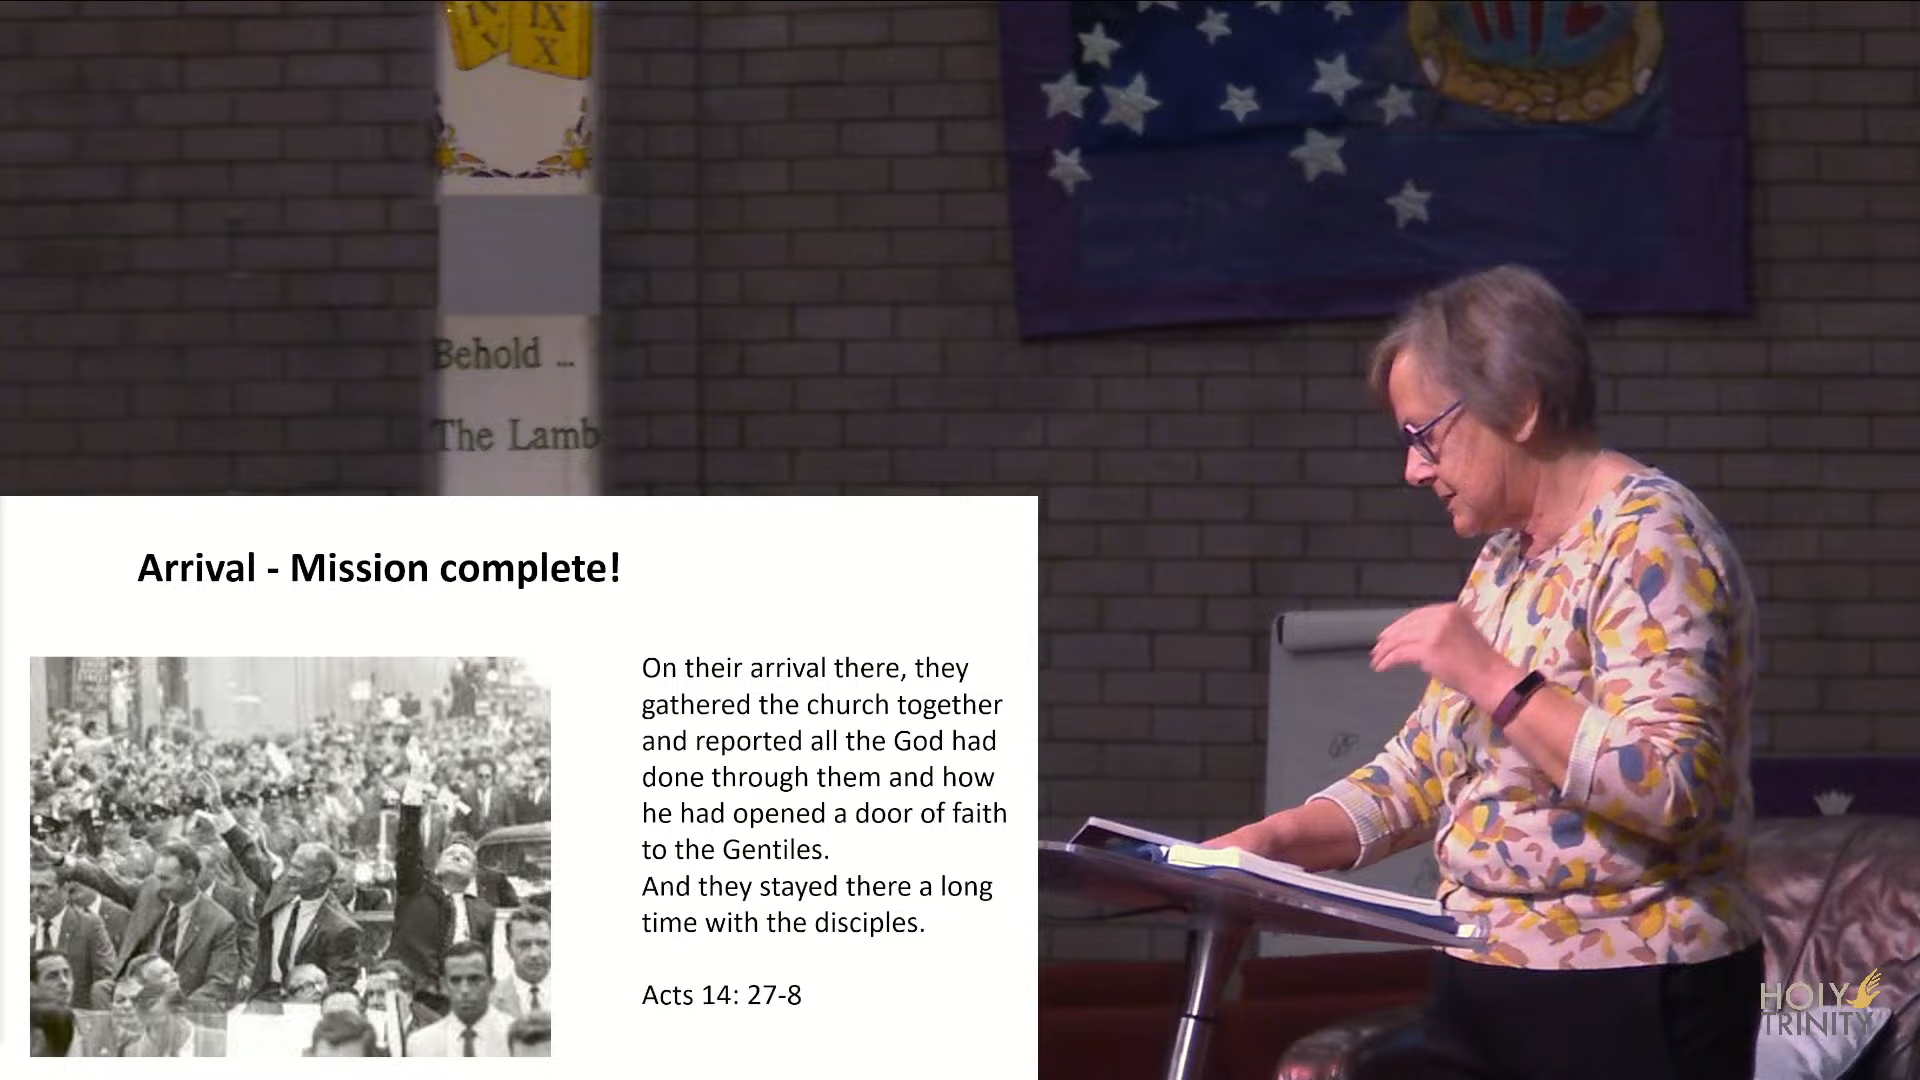 IV IX
V X
Behold ...
The Lamb
Arrival - Mission complete!
On their arrival there, they
gathered the church together
and reported all the God had
done through them and how
he had opened a door of faith
to the Gentiles.
And they stayed there a long
time with the disciples.
Acts 14: 27-8
HOLY
TRINITY